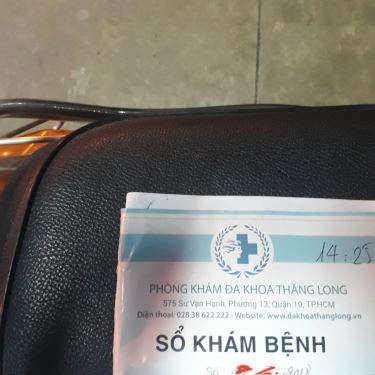 14:25
PHÒNG KHÁM ĐA KHOA THĂNG LONG
575 Sư Vạn Hạnh, Phường 13, Quận 10, TP.HCM
Điện thoại: 028 38 622 222 - Website: www.dakhoathanglong.vn
SỔ KHÁM BỆNH
Số